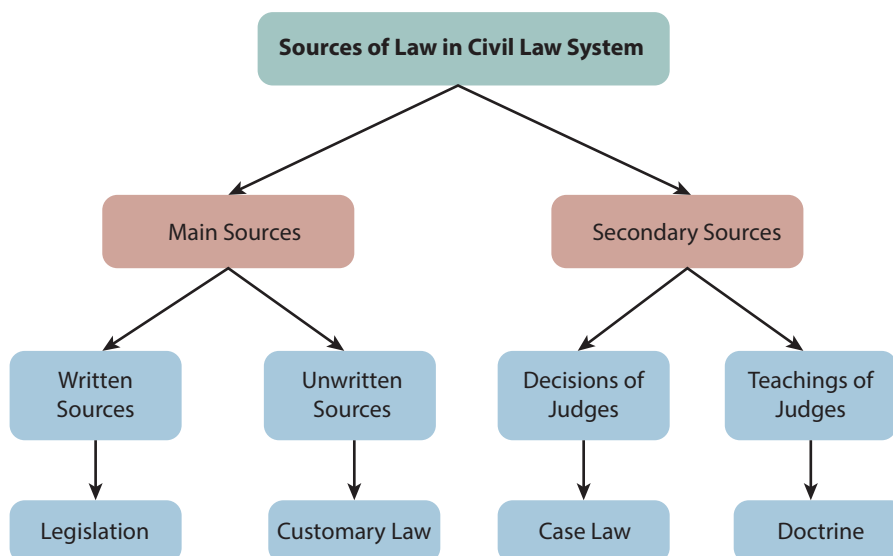 Sources of Law in Civil Law System
Main Sources
Secondary Sources
Written
Sources
Unwritten
Sources
Decisions of
Judges
Teachings of
Judges
Legislation
Customary Law
Case Law
Doctrine